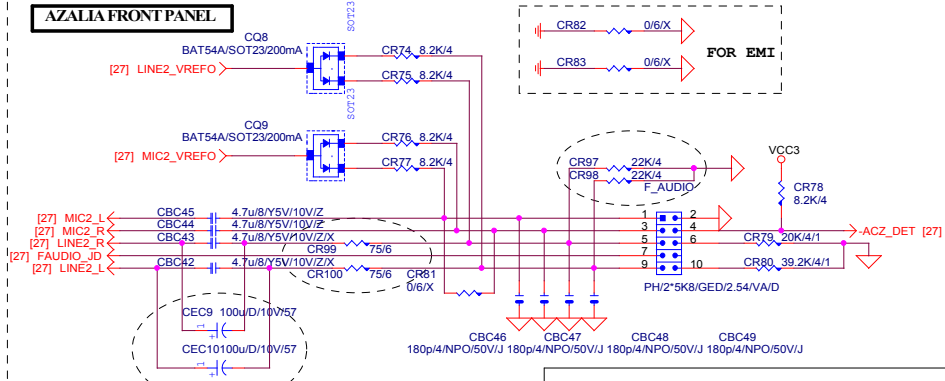 AZALIA FRONT PANEL
SOT23
CQ8
BAT54A/SOT23/200mA
[27] LINE2_VREFO
CR74 8.2K/4
CR75 8.2K/4
SOT23
CR82 0/6/X
CR83 0/6/X
FOR EMI
CQ9
BAT54A/SOT23/200mA
[27] MIC2_VREFO
CR76 8.2K/4
CR77 8.2K/4
CR97 22K/4
CR98 22K/4
F_AUDIO
VCC3
CR78
8.2K/4
[27] MIC2_L
CBC45 4.7u/8/Y5V/10V/Z
[27] MIC2_R
CBC44 4.7u/8/Y5V/10V/Z
[27] LINE2_R
CBC43 4.7u/8/Y5V/10V/Z/X
[27] FAUDIO_JD
CR99 75/6
[27] LINE2_L
CBC42 4.7u/8/Y5V/10V/Z/X
CR100 75/6
CR81
0/6/X
1 2
3 4
5 6
7
9 10
-ACZ_DET [27]
CR79 20K/4/1
CR80 39.2K/4/1
PH/2*5K8/GED/2.54/VA/D
CEC9 100u/D/10V/57
1
+
CEC10100u/D/10V/57
1
+
CBC46 CBC47 CBC48 CBC49
180p/4/NPO/50V/J 180p/4/NPO/50V/J 180p/4/NPO/50V/J 180p/4/NPO/50V/J